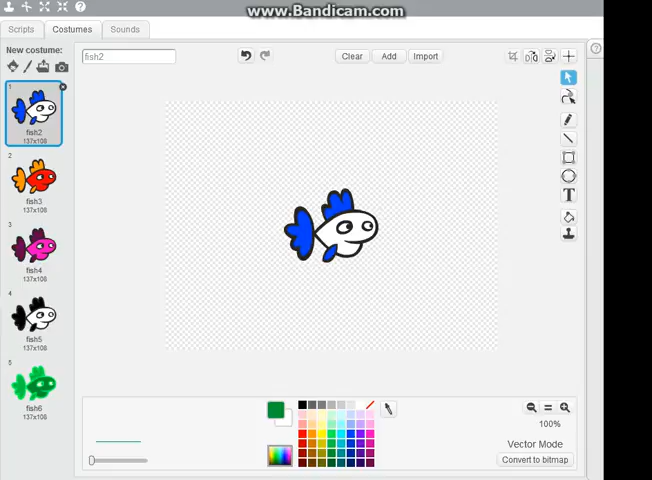 www.Bandicam.com
Scripts
Costumes
Sounds
New costume:
fish2
Clear
Add
Import
1
fish2
137x108
2
fish3
137x108
3
fish4
137x108
4
fish5
137x108
5
fish6
137x108
100%
Vector Mode
Convert to bitmap